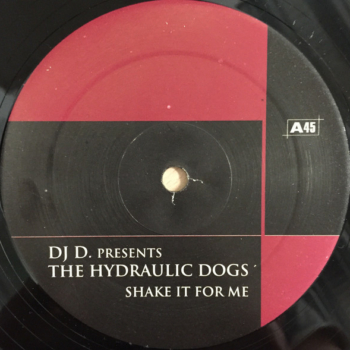 A45
DJ D. PRESENTS
THE HYDRAULIC DOGS
SHAKE IT FOR ME